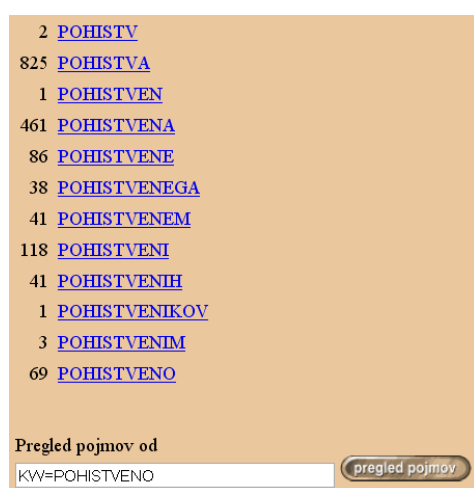 2 POHISTV
825 POHISTVA
1 POHISTVEN
461 POHISTVENA
86 POHISTVENE
38 POHISTVENEGA
41 POHISTVENEM
118 POHISTVENI
41 POHISTVENIH
1 POHISTVENIKOV
3 POHISTVENIM
69 POHISTVENO
Pregled pojmov od
KW=POHISTVENO pregled pojmov